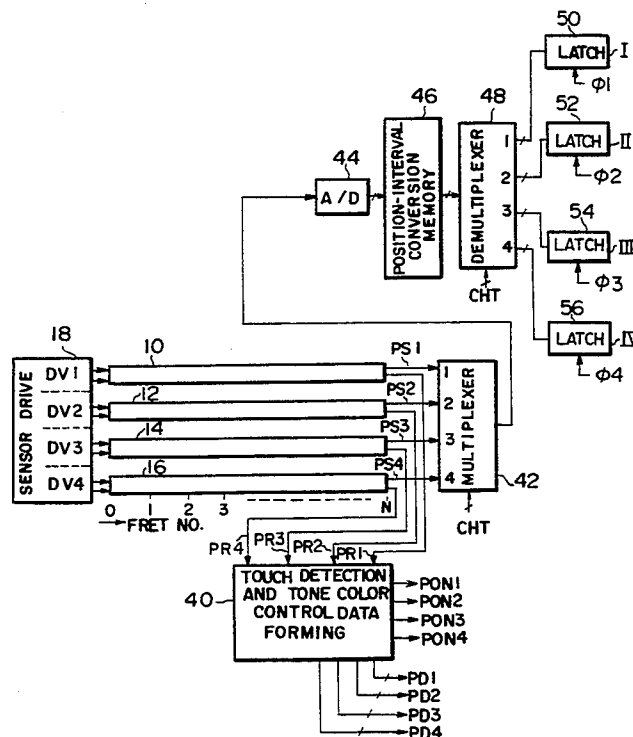 50
LATCH I
φ1
46
48
52
LATCH II
φ2
44
A/D
POSITION-INTERVAL
CONVERSION
MEMORY
DEMULTIPLEXER
1
2
3
4
CHT
54
LATCH III
φ3
56
LATCH IV
φ4
18
SENSOR DRIVE
DV1
DV2
DV3
DV4
10
12
14
16
PS1
PS2
PS3
PS4
1
2
3
4
MULTIPLEXER
42
CHT
0 1 2 3 N
FRET NO.
PR4
PR3
PR2
PR1
40
TOUCH DETECTION
AND TONE COLOR
CONTROL DATA
FORMING
PON1
PON2
PON3
PON4
PD1
PD2
PD3
PD4